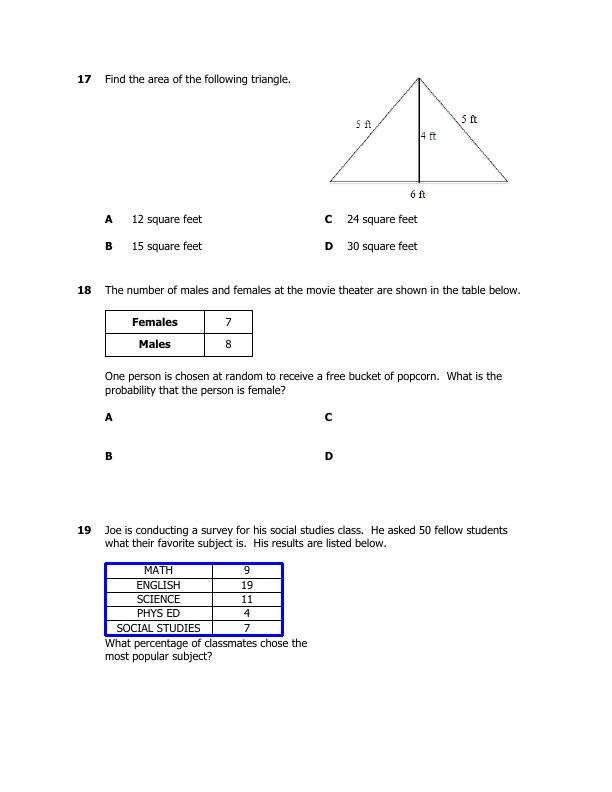 17 Find the area of the following triangle.
5 ft
5 ft
4 ft
6 ft
A 12 square feet C 24 square feet
B 15 square feet D 30 square feet
18 The number of males and females at the movie theater are shown in the table below.
Females 7
Males 8
One person is chosen at random to receive a free bucket of popcorn. What is the
probability that the person is female?
A C
B D
19 Joe is conducting a survey for his social studies class. He asked 50 fellow students
what their favorite subject is. His results are listed below.
MATH 9
ENGLISH 19
SCIENCE 11
PHYS ED 4
SOCIAL STUDIES 7
What percentage of classmates chose the
most popular subject?